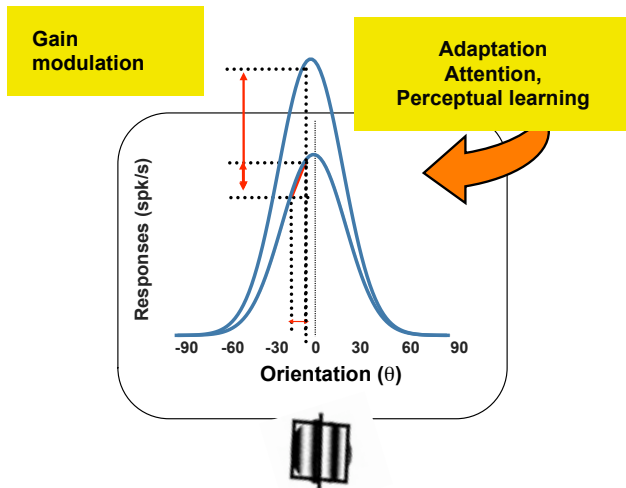 Gain
modulation
Adaptation
Attention,
Perceptual learning
Responses (spk/s)
-90 -60 -30 0 30 60 90
Orientation (θ)